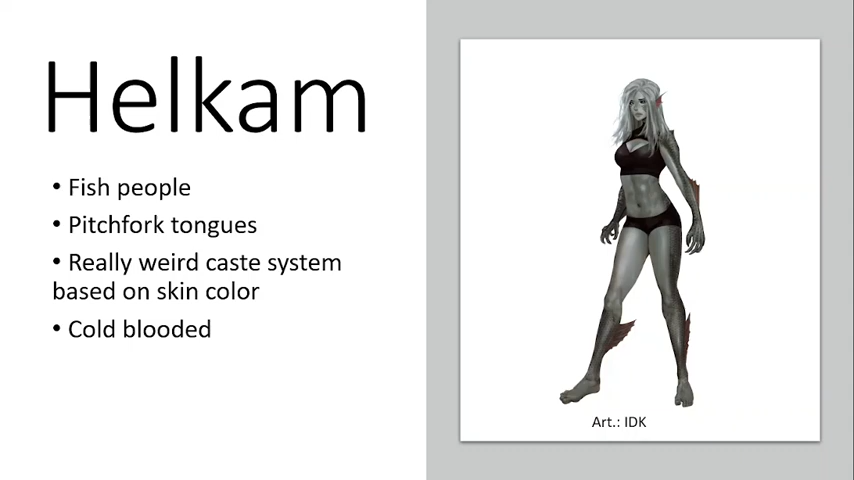 Helkam
• Fish people
• Pitchfork tongues
• Really weird caste system
based on skin color
• Cold blooded
Art.: IDK